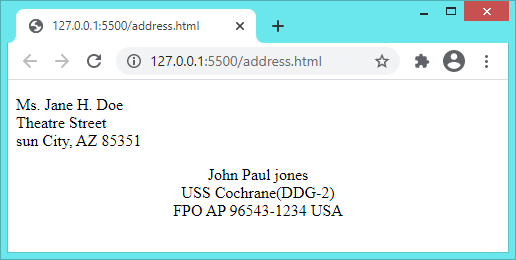 127.0.0.1:5500/address.html
127.0.0.1:5500/address.html
Ms. Jane H. Doe
Theatre Street
sun City, AZ 85351
John Paul jones
USS Cochrane(DDG-2)
FPO AP 96543-1234 USA